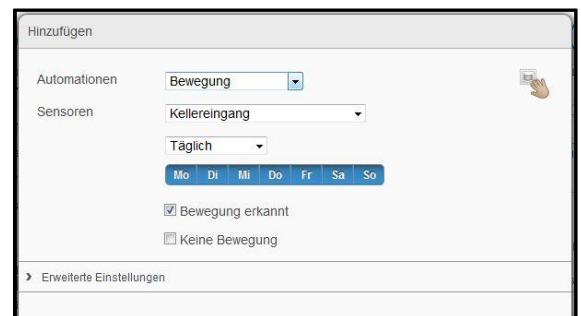 Hinzufügen
Automationen Bewegung
Sensoren Kellereingang
Täglich
Mo Di Mi Do Fr Sa So
Bewegung erkannt
Keine Bewegung
Erweiterte Einstellungen